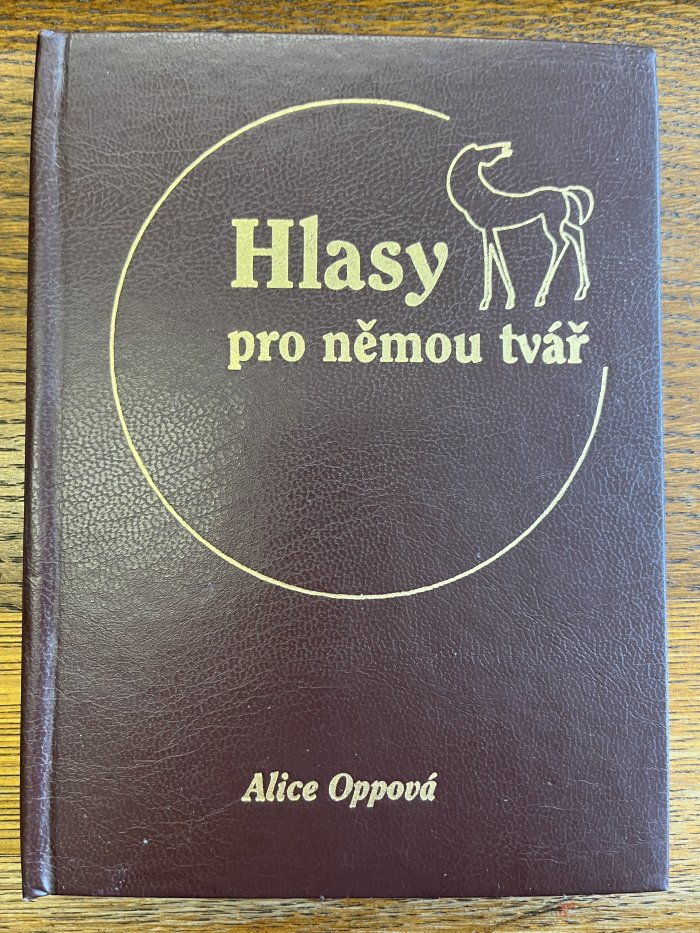 Hlasy
pro němou tvář
Alice Oppová